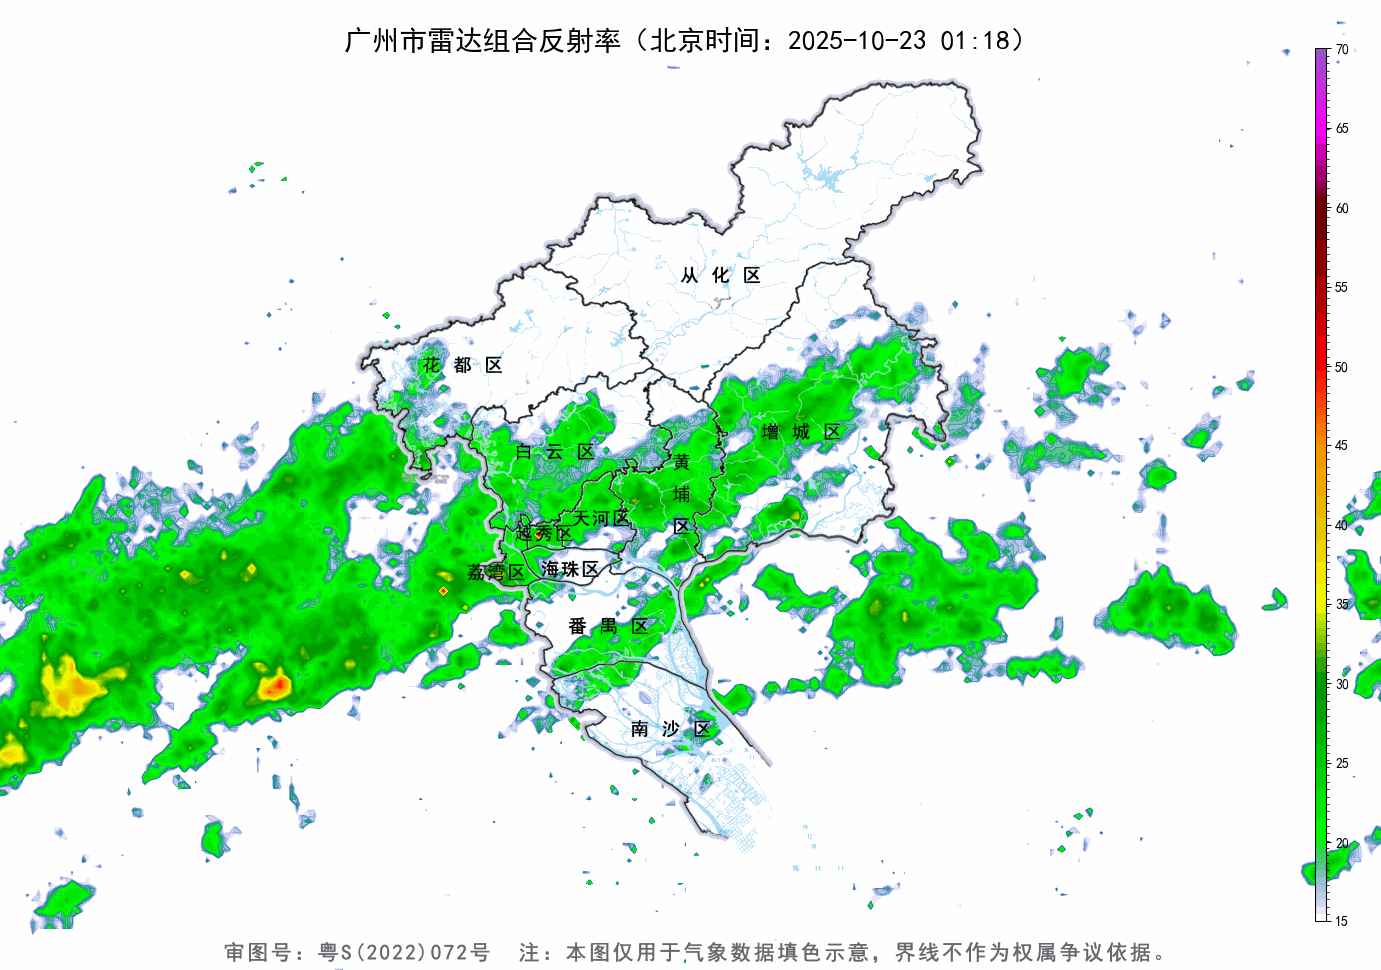 广州市雷达组合反射率（北京时间：2025-10-23 01:18）
70
65
60
55
50
45
40
35
30
25
20
15
从化区
花都区
增城区
白云区
黄埔区
天河区
越秀区
荔湾区
海珠区
番禺区
南沙区
审图号：粤S(2022)072号 注：本图仅用于气象数据填色示意，界线不作为权属争议依据。